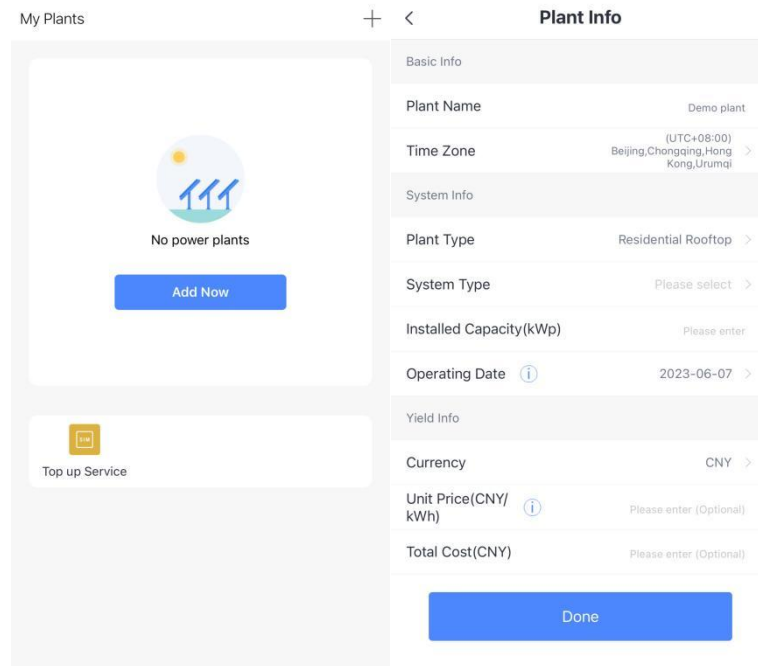 My Plants
No power plants
Add Now
SIM
Top up Service
Plant Info
Basic Info
Plant Name
Demo plant
Time Zone
(UTC+08:00)
Beijing,Chongqing,Hong
Kong,Urumqi
System Info
Plant Type
Residential Rooftop
System Type
Please select
Installed Capacity(kWp)
Please enter
Operating Date
2023-06-07
Yield Info
Currency
CNY
Unit Price(CNY/
kWh)
Please enter (Optional)
Total Cost(CNY)
Please enter (Optional)
Done